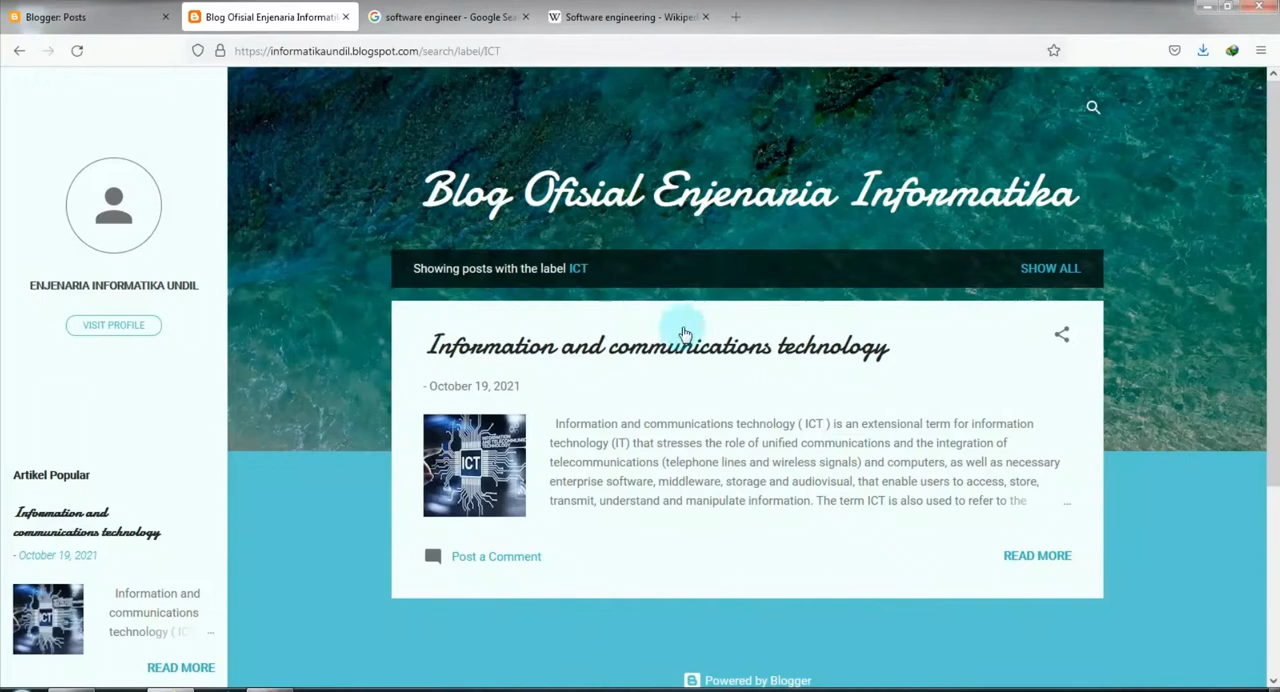 Blogger: Posts
Blog Ofisial Enjenaria Informati
software engineer - Google Sea
Software engineering - Wikiped
https://informatikaundil.blogspot.com/search/label/ICT
Blog Ofisial Enjenaria Informatika
Showing posts with the label ICT
SHOW ALL
ENJENARIA INFORMATIKA UNDIL
VISIT PROFILE
Information and communications technology
- October 19, 2021
ICT
Information and communications technology ( ICT ) is an extensional term for information
technology (IT) that stresses the role of unified communications and the integration of
telecommunications (telephone lines and wireless signals) and computers, as well as necessary
enterprise software, middleware, storage and audiovisual, that enable users to access, store,
transmit, understand and manipulate information. The term ICT is also used to refer to the ...
Post a Comment
READ MORE
Artikel Popular
Information and
communications technology
- October 19, 2021
ICT
Information and
communications
technology ( IC ...
READ MORE
Powered by Blogger